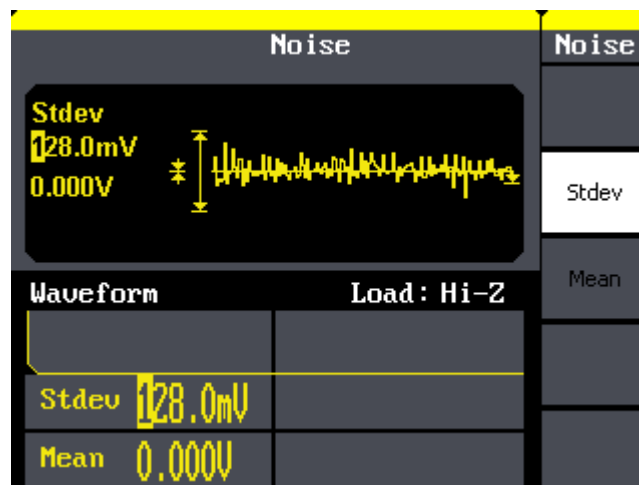 Noise
Noise
Stdev
128.0mV
0.000V
Stdev
Mean
Waveform Load: Hi-Z
Stdev 128.0mV
Mean 0.000V